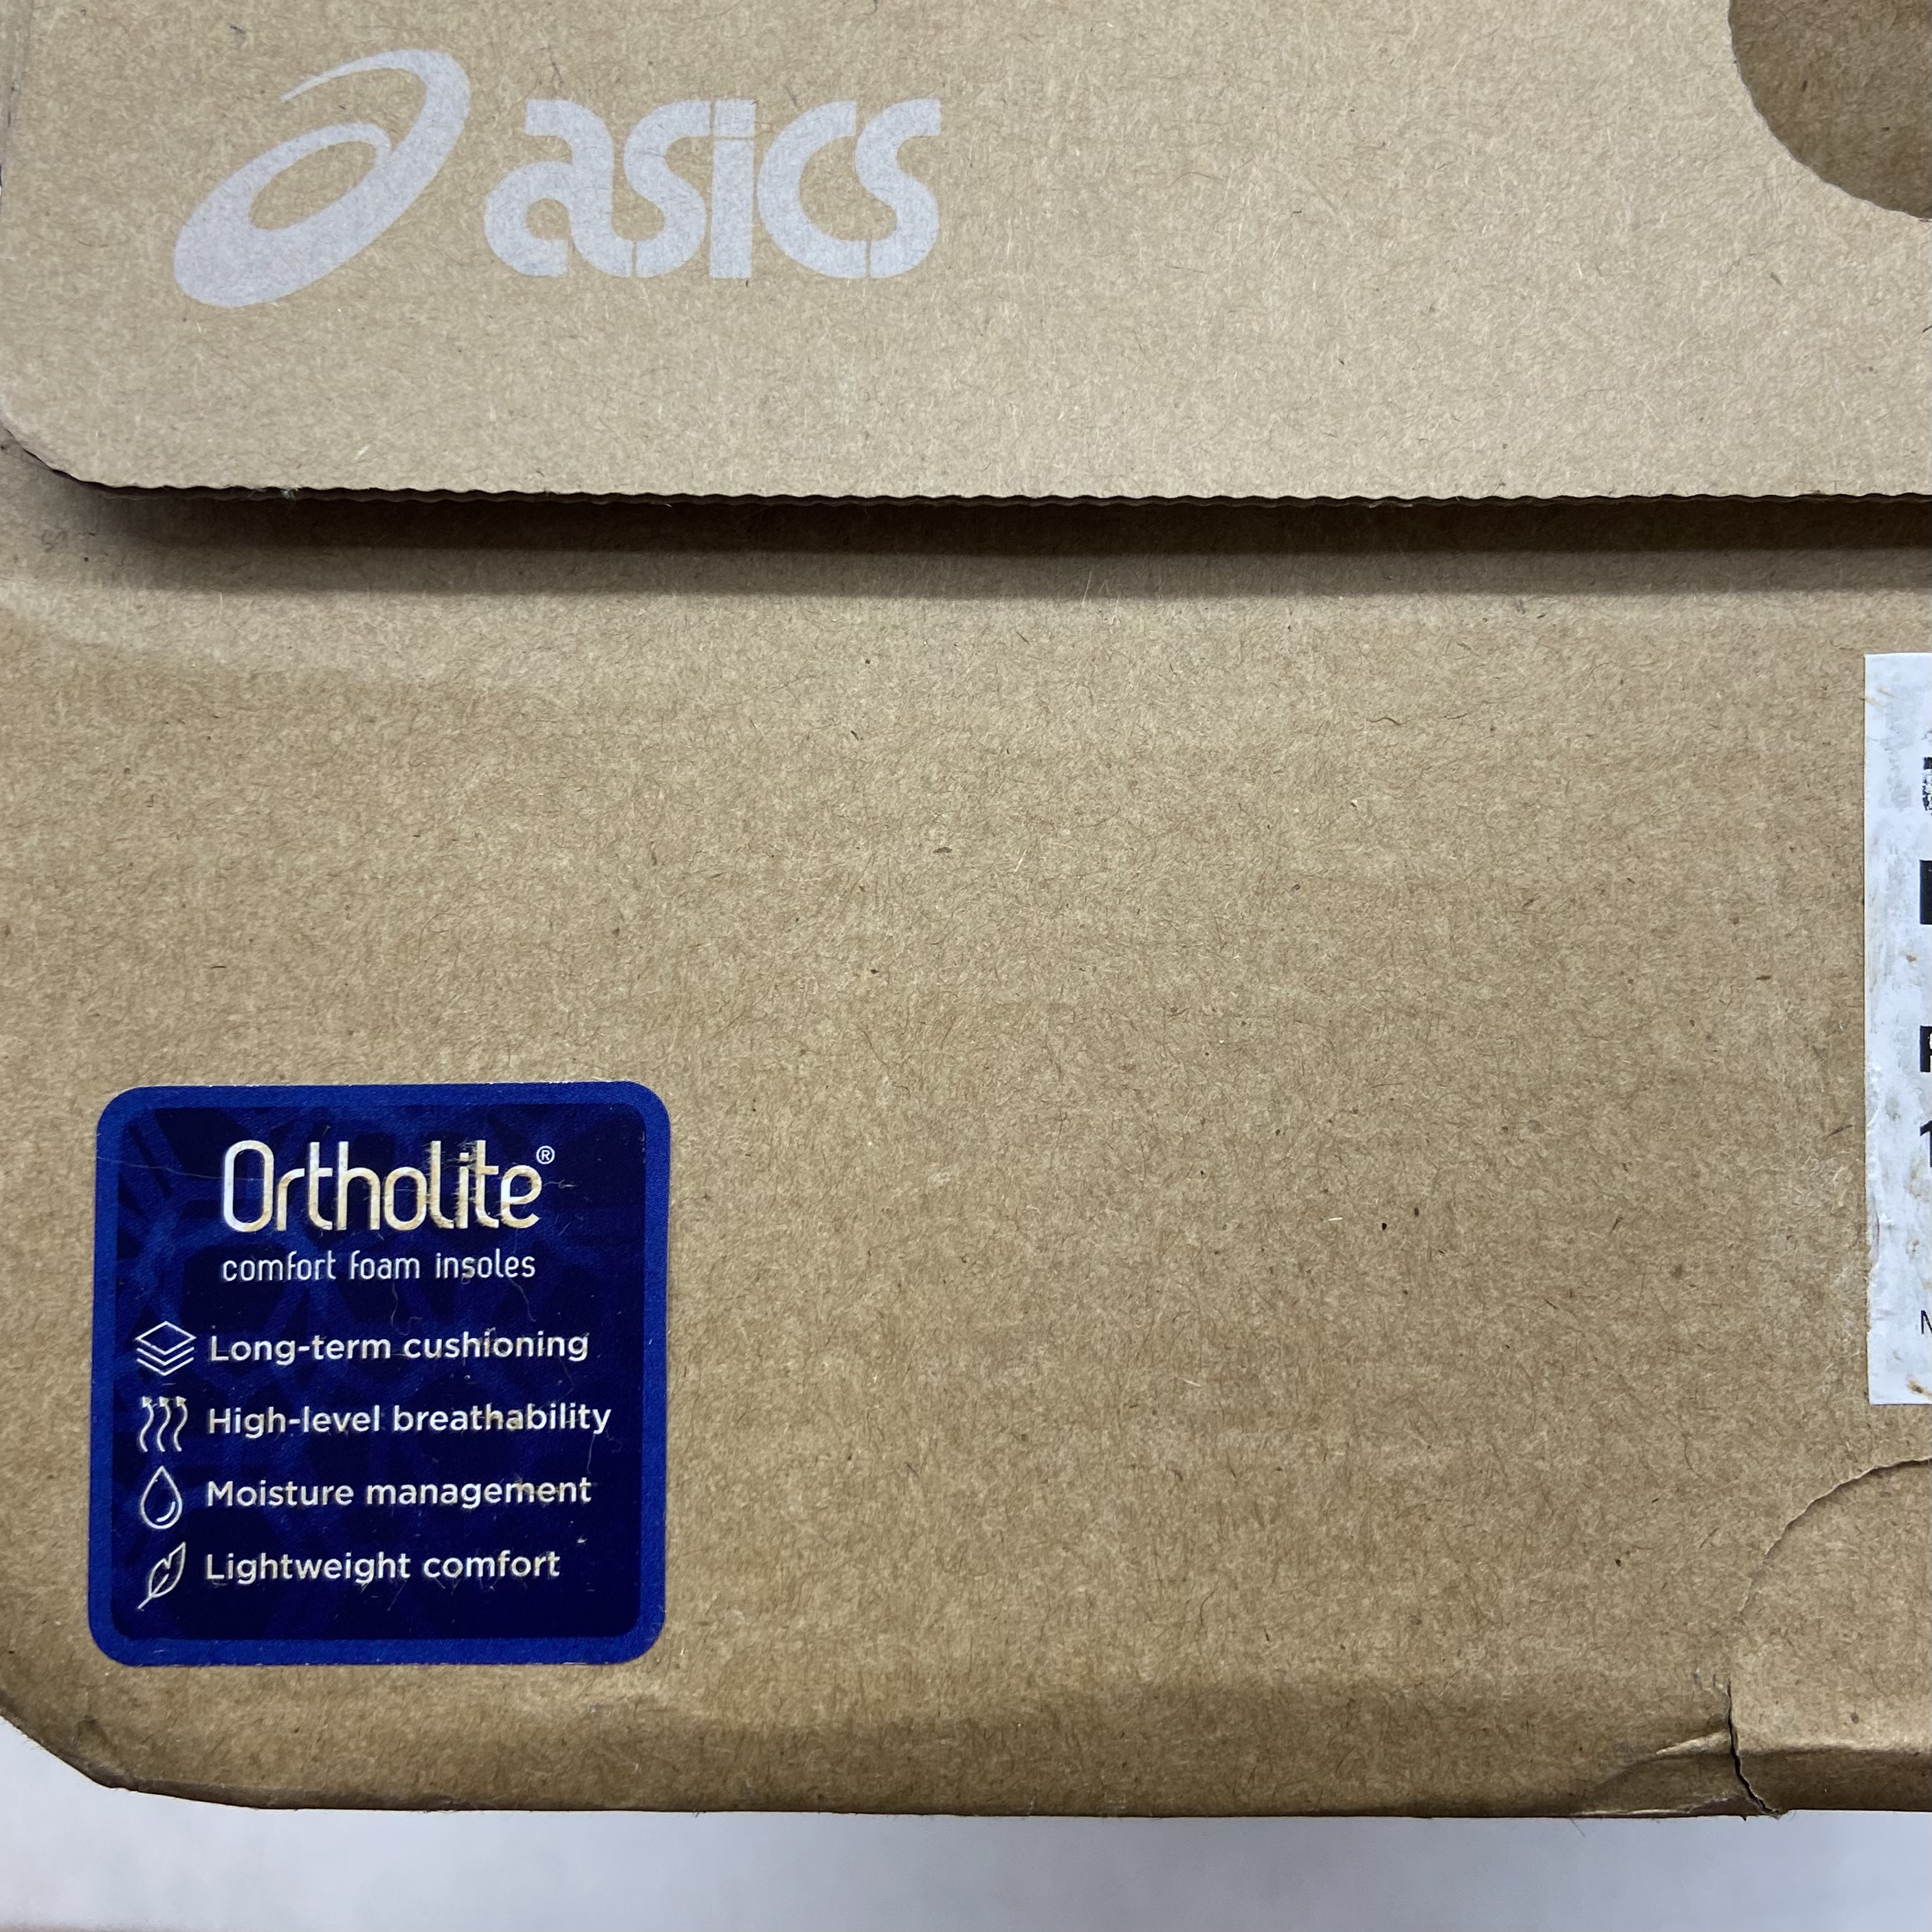 asics
Ortholite®
comfort foam insoles
Long-term cushioning
High-level breathability
Moisture management
Lightweight comfort